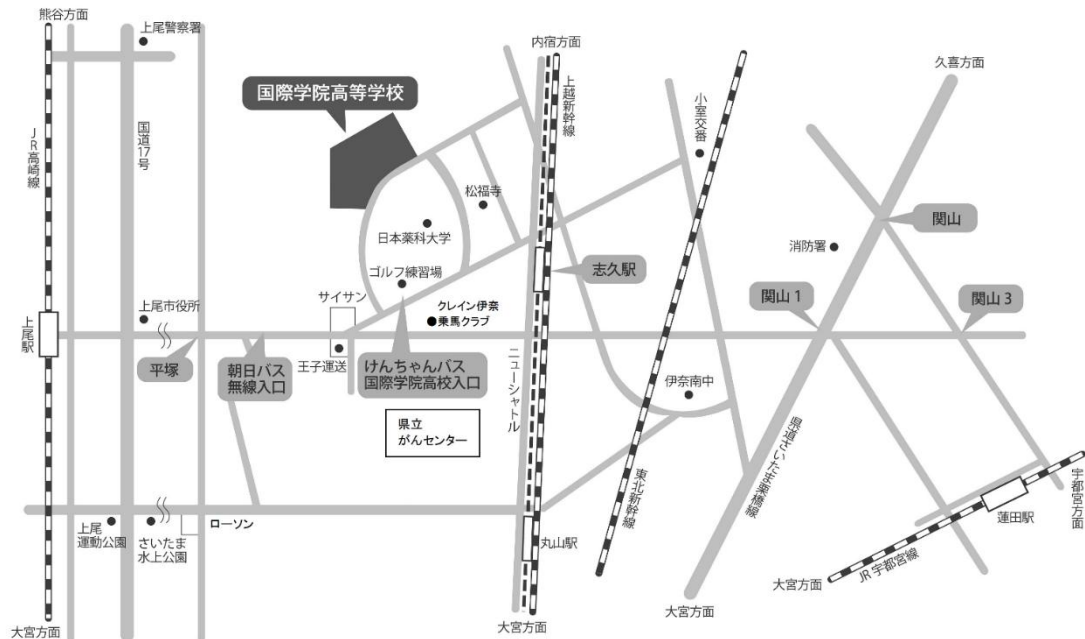 熊谷方面
上尾警察署
JR高崎線
国道17号
国際学院高等学校
内宿方面
上越新幹線
小室交番
久喜方面
松福寺
日本薬科大学
ゴルフ練習場
志久駅
消防署
関山
関山1
関山3
上尾駅
上尾市役所
サイサン
クレイン伊奈
乗馬クラブ
平塚
朝日バス
無線入口
王子運送
けんちゃんバス
国際学院高校入口
ニューシャトル
伊奈南中
県立
がんセンター
県道さいたま栗橋線
東北新幹線
宇都宮方面
蓮田駅
JR宇都宮線
大宮方面
上尾
運動公園
さいたま
水上公園
ローソン
丸山駅
大宮方面
大宮方面
大宮方面